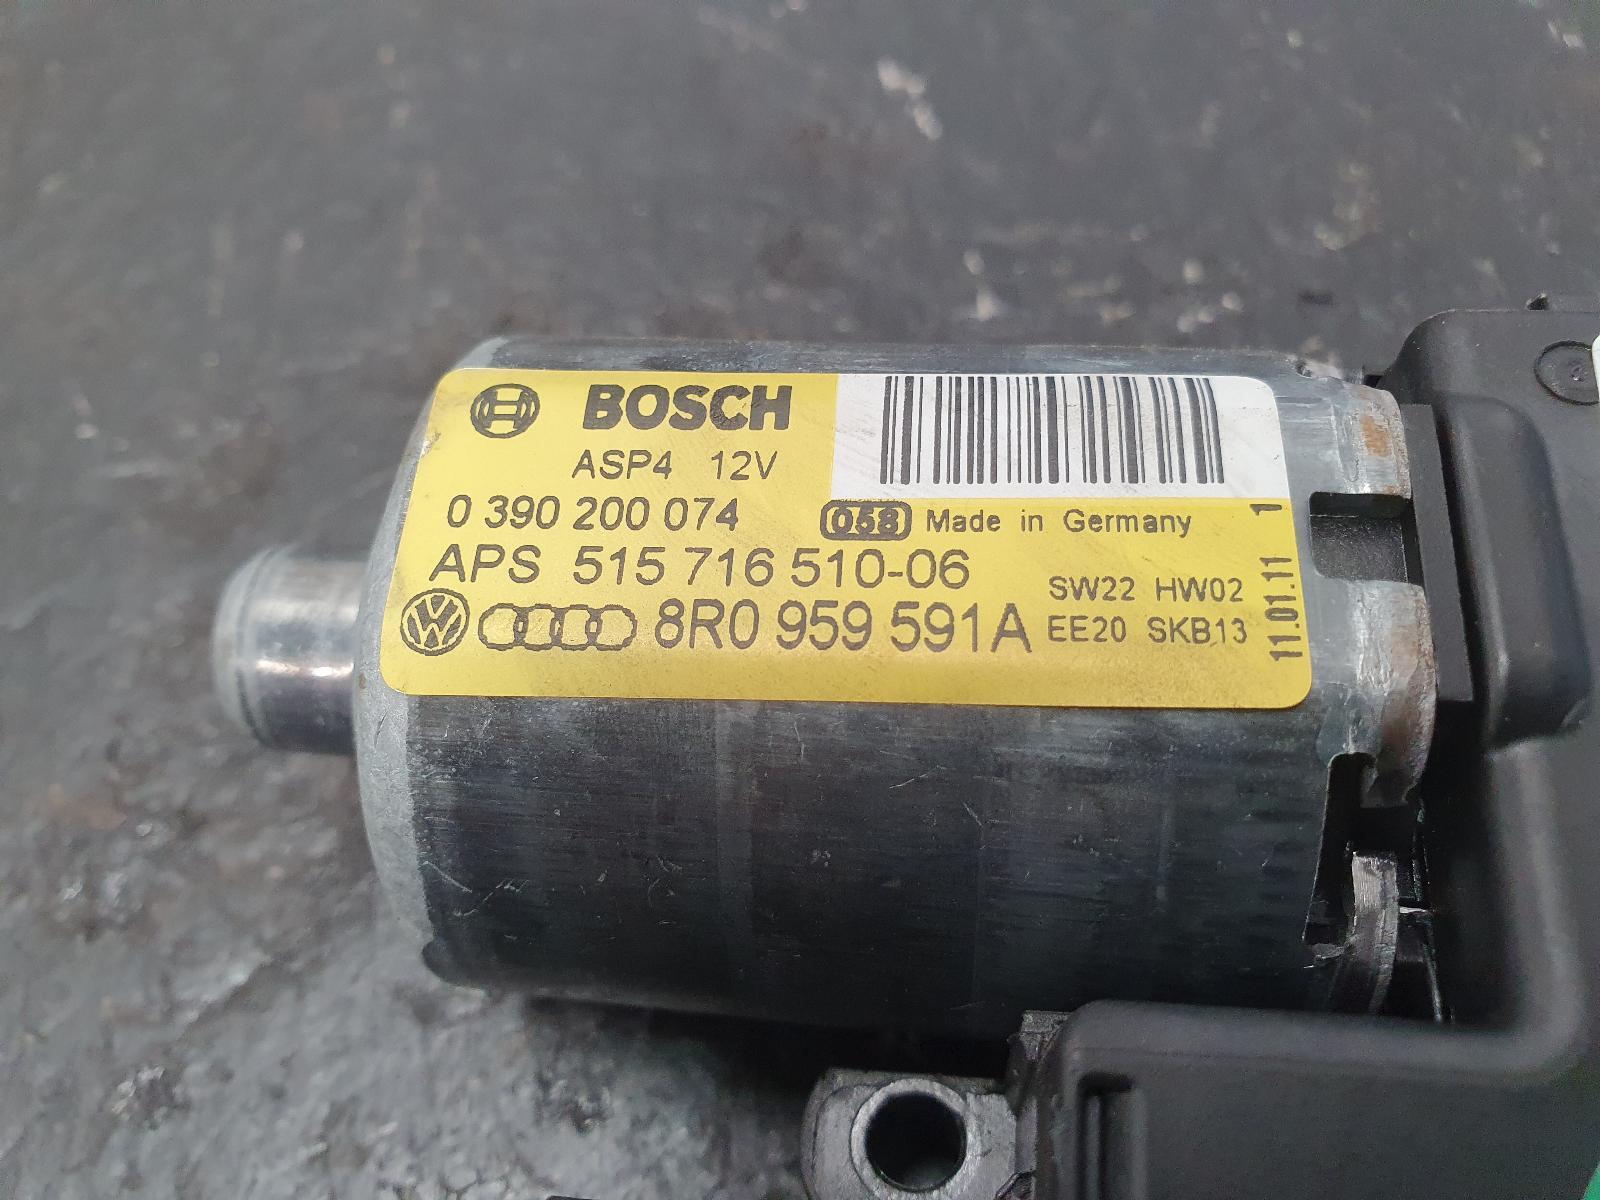 BOSCH
ASP4 12V
0 390 200 074
058 Made in Germany
APS 515 716 510-06
SW22 HW02
8R0 959 591A
EE20 SKB13
11.01.11 1